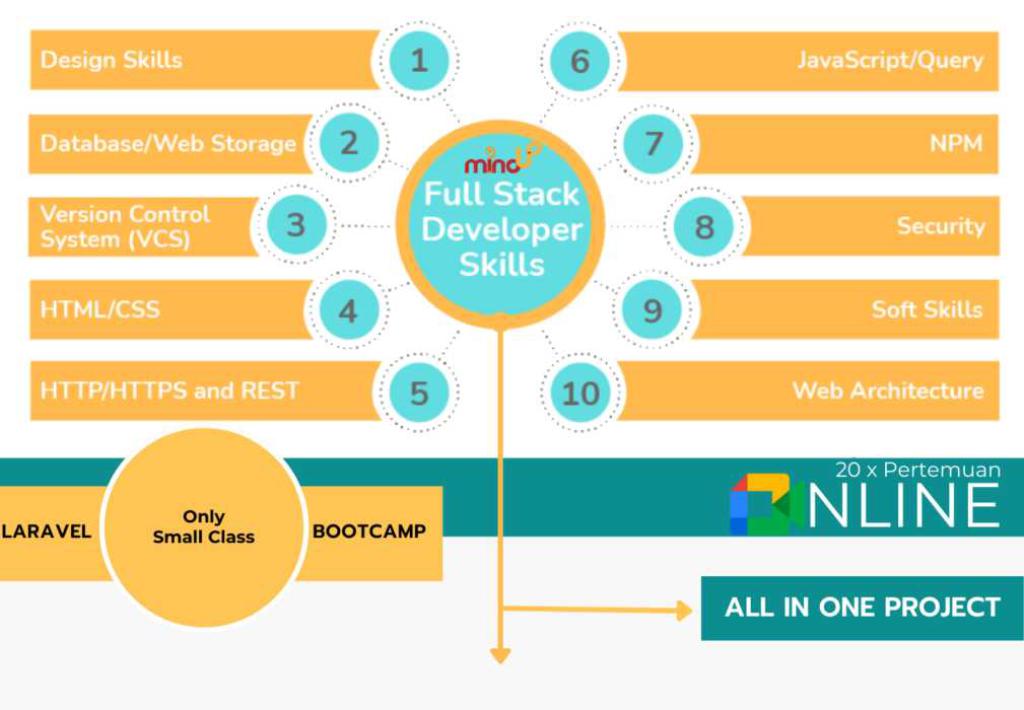 Design Skills
1
Database/Web Storage
2
Version Control
System (VCS)
3
HTML/CSS
4
HTTP/HTTPS and REST
5
mindUP
Full Stack
Developer
Skills
6
JavaScript/Query
7
NPM
8
Security
9
Soft Skills
10
Web Architecture
LARAVEL
Only
Small Class
BOOTCAMP
20 x Pertemuan
NLINE
ALL IN ONE PROJECT